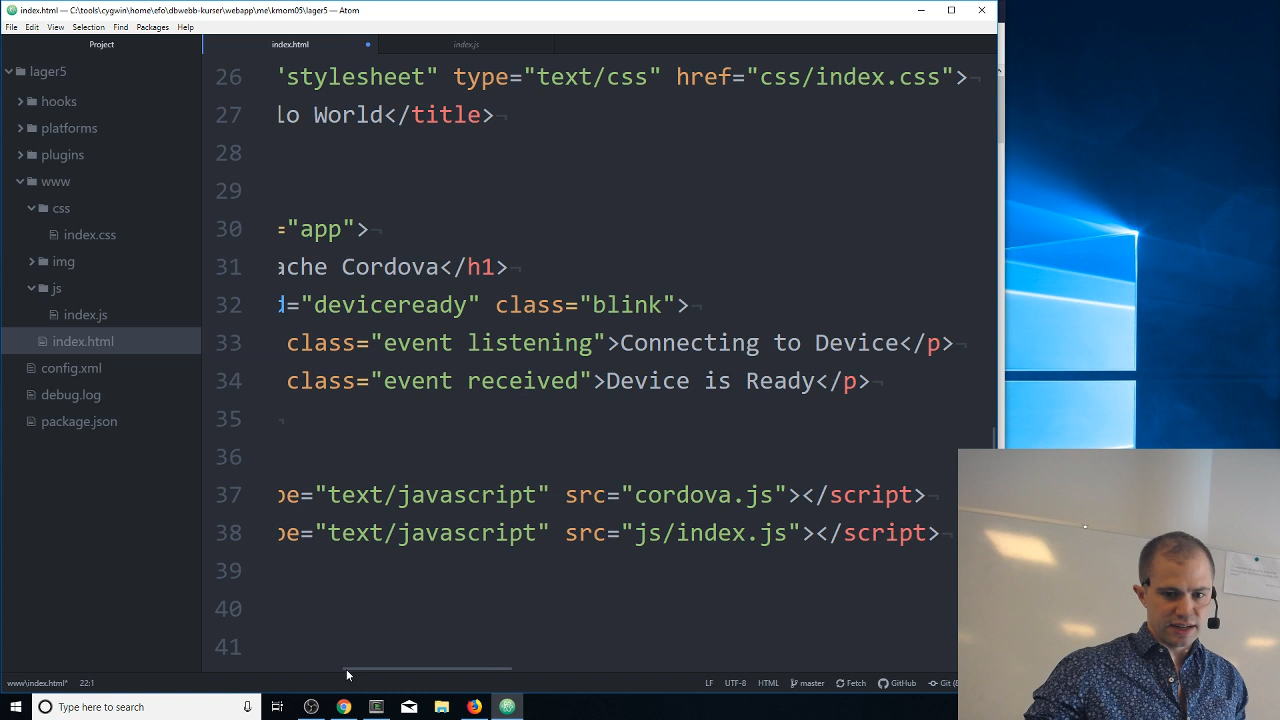 index.html — C:\tools\cygwin\home\efo\dbwebb-kurser\webapp\me\kmom05\lager5 — Atom
File Edit View Selection Find Packages Help
Project
index.html
index.js
lager5
hooks
platforms
plugins
www
css
index.css
img
js
index.js
index.html
config.xml
debug.log
package.json
26 'stylesheet" type="text/css" href="css/index.css">
27 lo World</title>
28
29
30 ="app">
31 ache Cordova</h1>
32 d="deviceready" class="blink">
33 class="event listening">Connecting to Device</p>
34 class="event received">Device is Ready</p>
35
36
37 pe="text/javascript" src="cordova.js"></script>
38 pe="text/javascript" src="js/index.js"></script>
39
40
41
www\index.html* 22:1
LF UTF-8 HTML master Fetch GitHub Git (
Type here to search